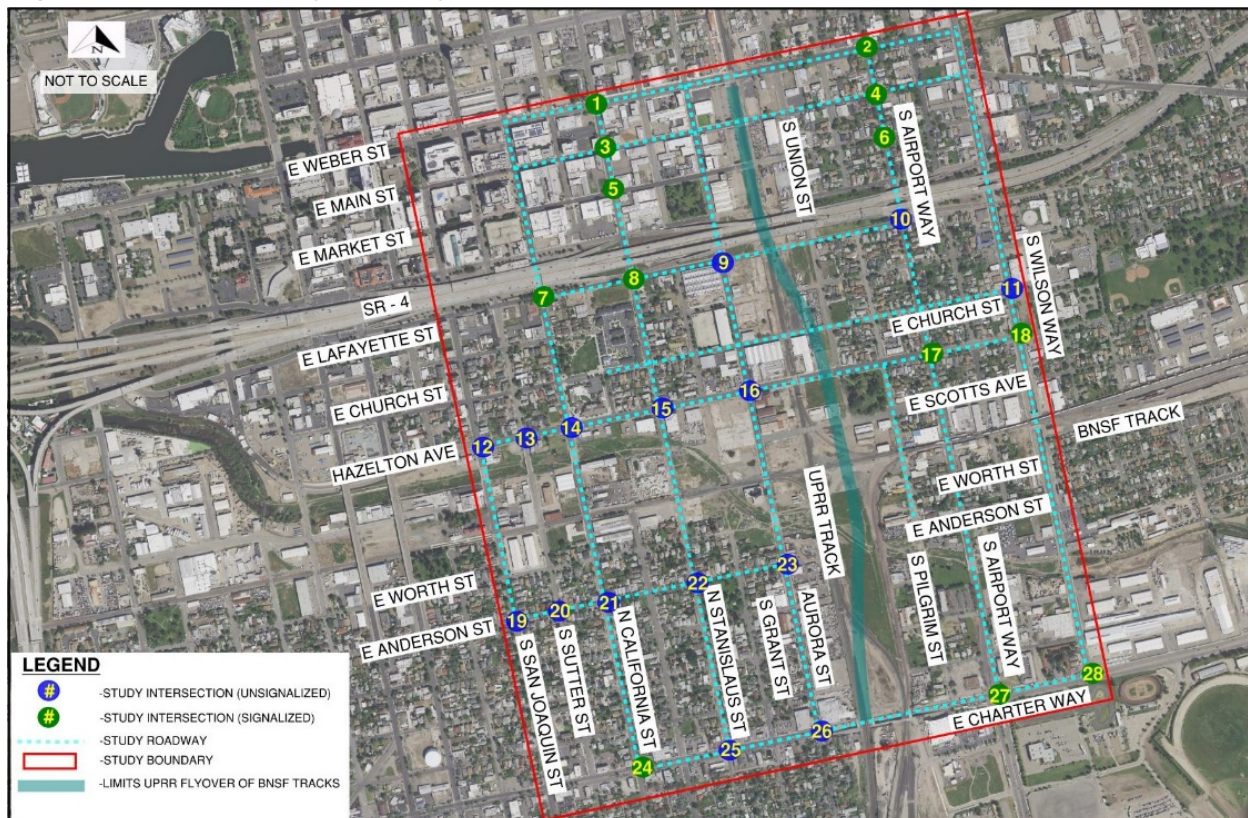 N
NOT TO SCALE
1
2
3
4
5
6
7
8
9
10
11
12
13
14
15
16
17
18
19
20
21
22
23
24
25
26
27
28
E WEBER ST
E MAIN ST
E MARKET ST
SR - 4
E LAFAYETTE ST
E CHURCH ST
HAZELTON AVE
E WORTH ST
E ANDERSON ST
S UNION ST
S AIRPORT WAY
S WILSON WAY
E CHURCH ST
E SCOTTS AVE
BNSF TRACK
E WORTH ST
E ANDERSON ST
UPRR TRACK
S PILGRIM ST
S AIRPORT WAY
S SAN JOAQUIN ST
S SUTTER ST
N CALIFORNIA ST
N STANISLAUS ST
S GRANT ST
AURORA ST
E CHARTER WAY
LEGEND
# -STUDY INTERSECTION (UNSIGNALIZED)
# -STUDY INTERSECTION (SIGNALIZED)
-STUDY ROADWAY
-STUDY BOUNDARY
-LIMITS UPRR FLYOVER OF BNSF TRACKS